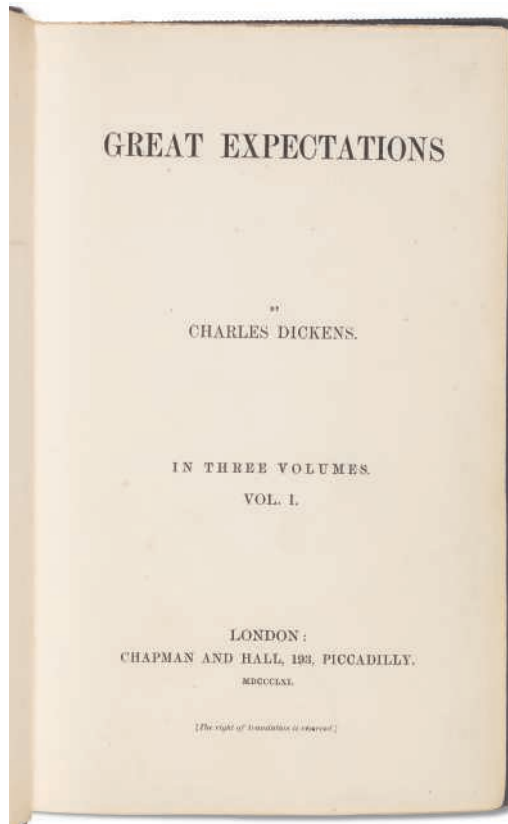 GREAT EXPECTATIONS
BY
CHARLES DICKENS.
IN THREE VOLUMES.
VOL. I.
LONDON:
CHAPMAN AND HALL, 193, PICCADILLY.
MDCCCLXI.
[The right of translation is reserved.]